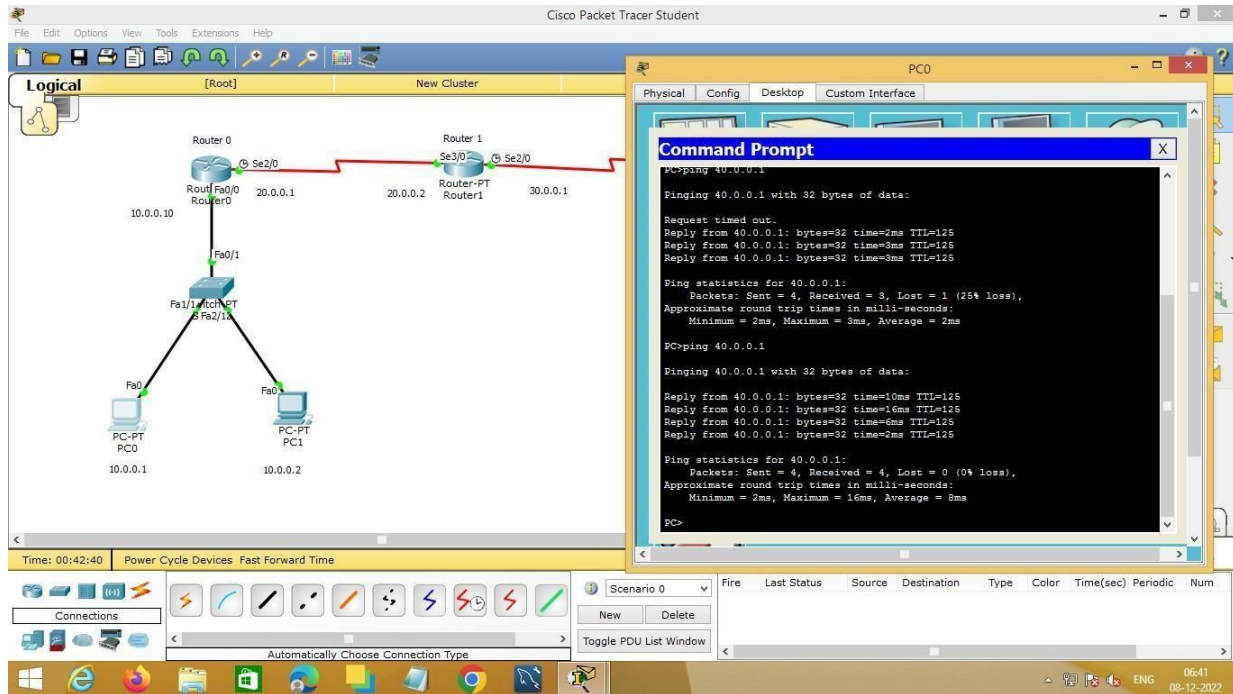 Cisco Packet Tracer Student
File Edit Options View Tools Extensions Help
Logical
[Root]
New Cluster
Router 0
Se2/0
Fa0/0
Router0
20.0.0.1
10.0.0.10
Router 1
Se3/0
Se2/0
Router-PT
Router1
20.0.0.2
30.0.0.1
Fa0/1
Fa1/1
Fa2/1
Fa0
PC-PT
PC0
10.0.0.1
Fa0
PC-PT
PC1
10.0.0.2
PC0
Physical Config Desktop Custom Interface
Command Prompt X
PC>ping 40.0.0.1
Pinging 40.0.0.1 with 32 bytes of data:
Request timed out.
Reply from 40.0.0.1: bytes=32 time=2ms TTL=125
Reply from 40.0.0.1: bytes=32 time=3ms TTL=125
Reply from 40.0.0.1: bytes=32 time=3ms TTL=125
Ping statistics for 40.0.0.1:
Packets: Sent = 4, Received = 3, Lost = 1 (25% loss),
Approximate round trip times in milli-seconds:
Minimum = 2ms, Maximum = 3ms, Average = 2ms
PC>ping 40.0.0.1
Pinging 40.0.0.1 with 32 bytes of data:
Reply from 40.0.0.1: bytes=32 time=10ms TTL=125
Reply from 40.0.0.1: bytes=32 time=16ms TTL=125
Reply from 40.0.0.1: bytes=32 time=6ms TTL=125
Reply from 40.0.0.1: bytes=32 time=2ms TTL=125
Ping statistics for 40.0.0.1:
Packets: Sent = 4, Received = 4, Lost = 0 (0% loss),
Approximate round trip times in milli-seconds:
Minimum = 2ms, Maximum = 16ms, Average = 8ms
PC>
Time: 00:42:40 Power Cycle Devices Fast Forward Time
Connections
Automatically Choose Connection Type
Scenario 0
New Delete
Toggle PDU List Window
Fire Last Status Source Destination Type Color Time(sec) Periodic Num
ENG
06:41
08-12-2022